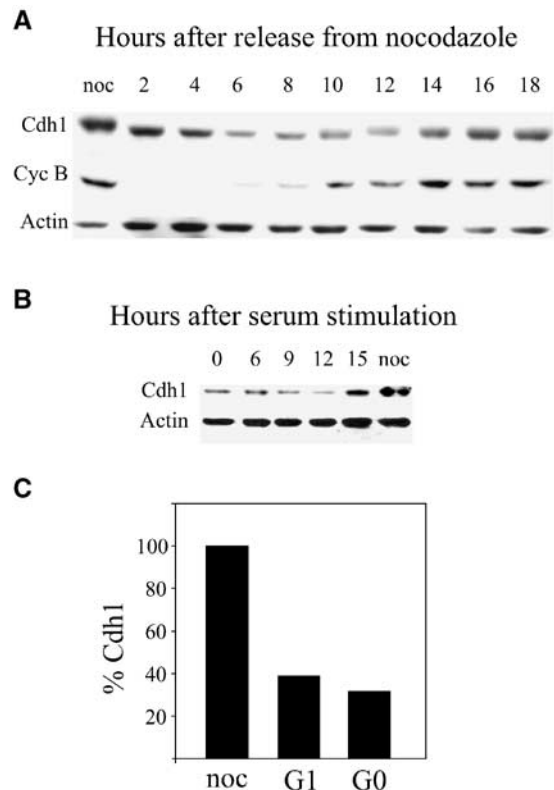 A
Hours after release from nocodazole
noc 2 4 6 8 10 12 14 16 18
Cdh1
Cyc B
Actin
B
Hours after serum stimulation
0 6 9 12 15 noc
Cdh1
Actin
C
100
80
60
40
20
% Cdh1
noc G1 G0